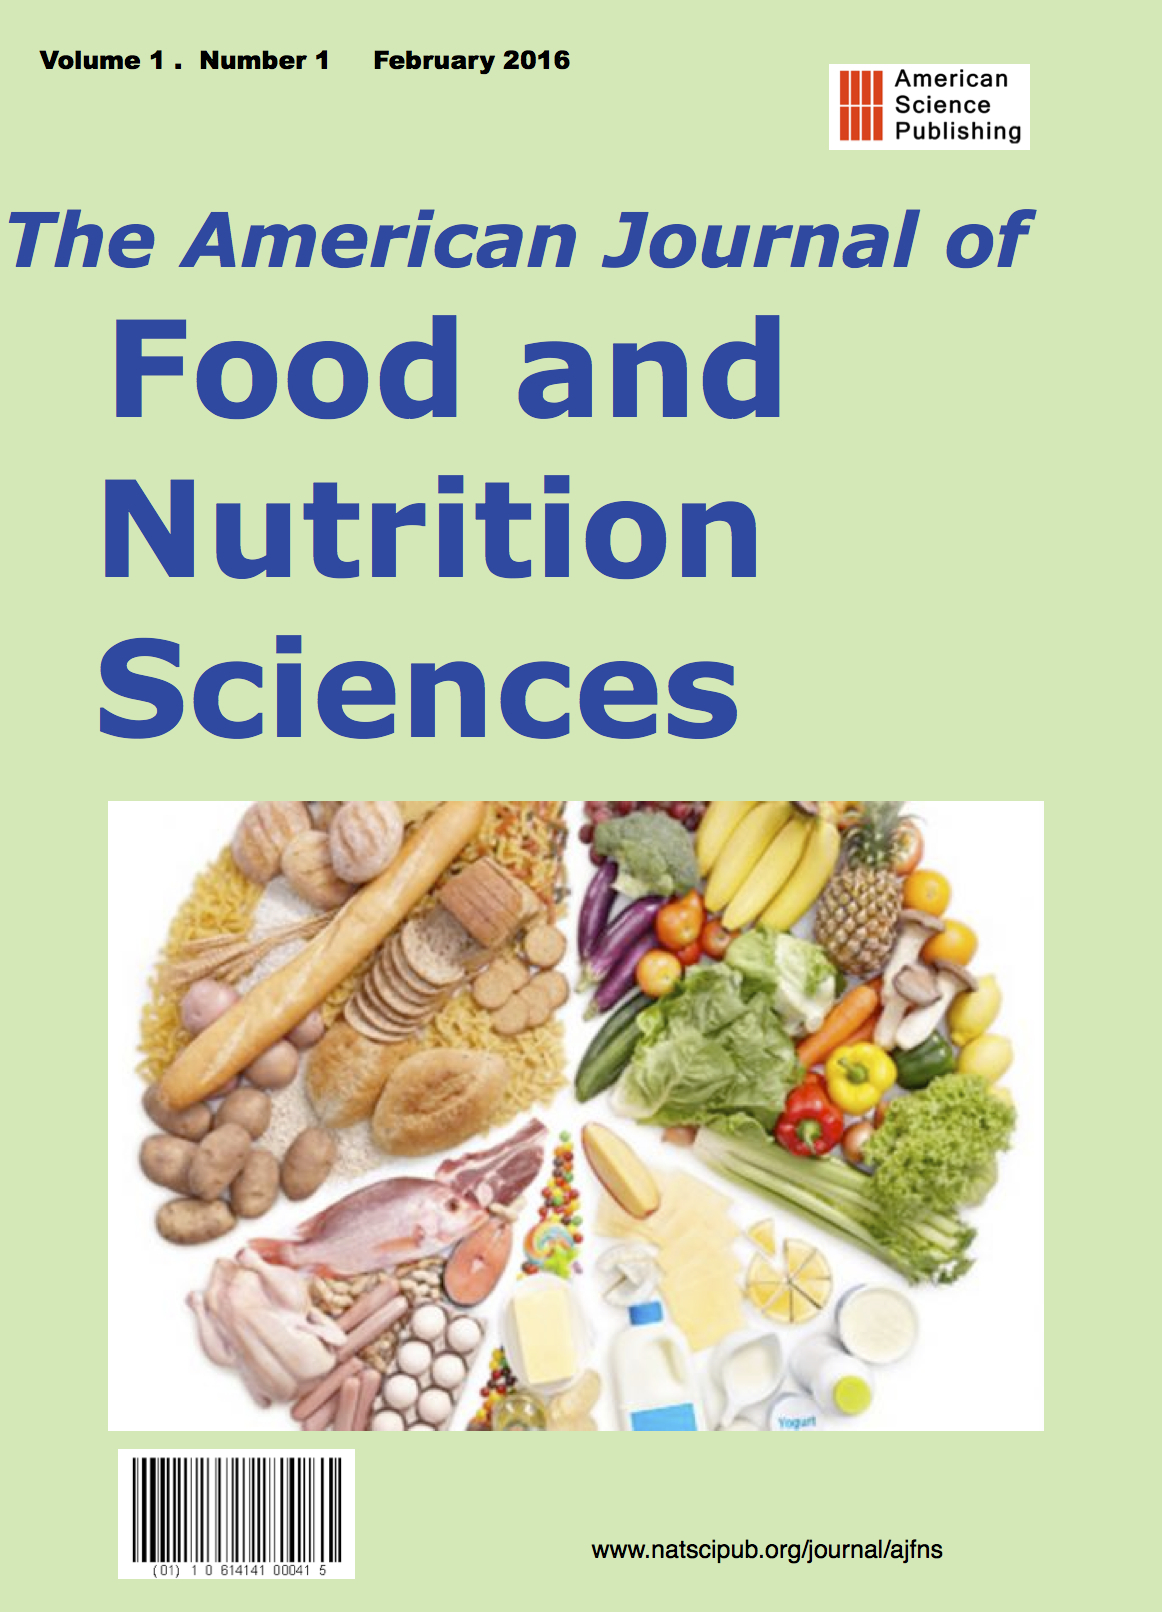 Volume 1 . Number 1 February 2016
American
Science
Publishing
The American Journal of
Food and
Nutrition
Sciences
Yogurt
(01) 1 0 614141 00041 5
www.natscipub.org/journal/ajfns